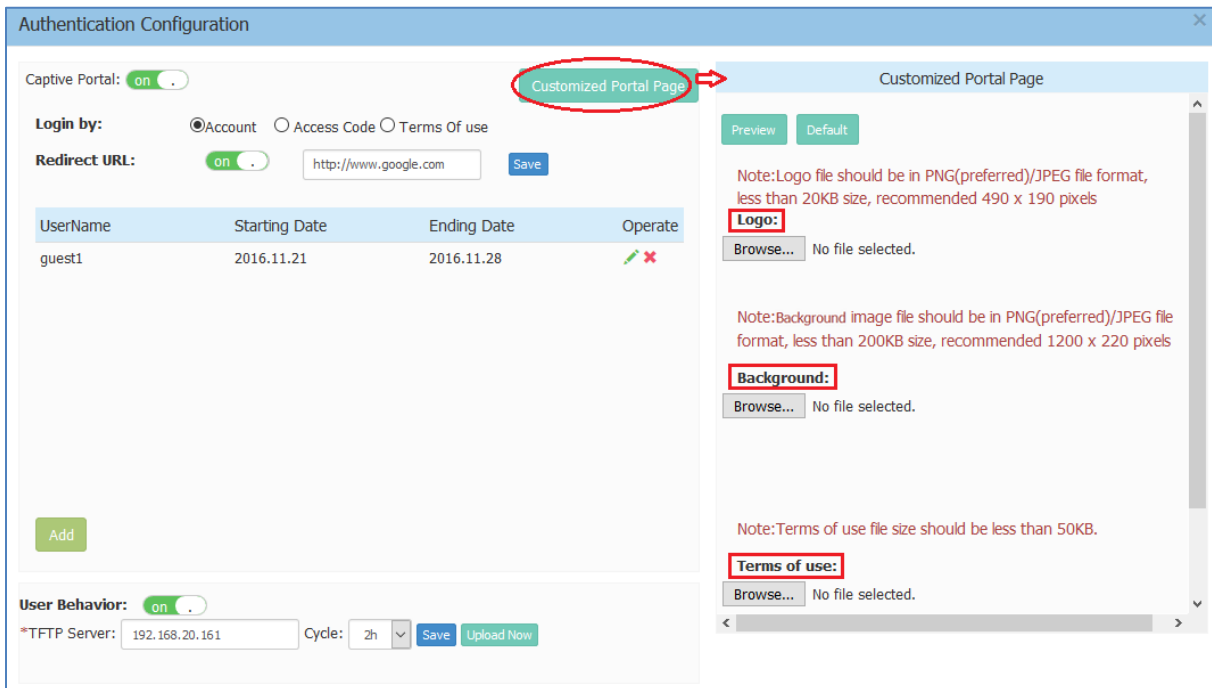 Authentication Configuration
Captive Portal: on .
Customized Portal Page
Login by: Account Access Code Terms Of use
Redirect URL: on . http://www.google.com Save
UserName Starting Date Ending Date Operate
guest1 2016.11.21 2016.11.28
Add
User Behavior: on .
*TFTP Server: 192.168.20.161 Cycle: 2h Save Upload Now
Customized Portal Page
Preview Default
Note:Logo file should be in PNG(preferred)/JPEG file format,
less than 20KB size, recommended 490 x 190 pixels
Logo:
Browse... No file selected.
Note:Background image file should be in PNG(preferred)/JPEG file
format, less than 200KB size, recommended 1200 x 220 pixels
Background:
Browse... No file selected.
Note:Terms of use file size should be less than 50KB.
Terms of use:
Browse... No file selected.